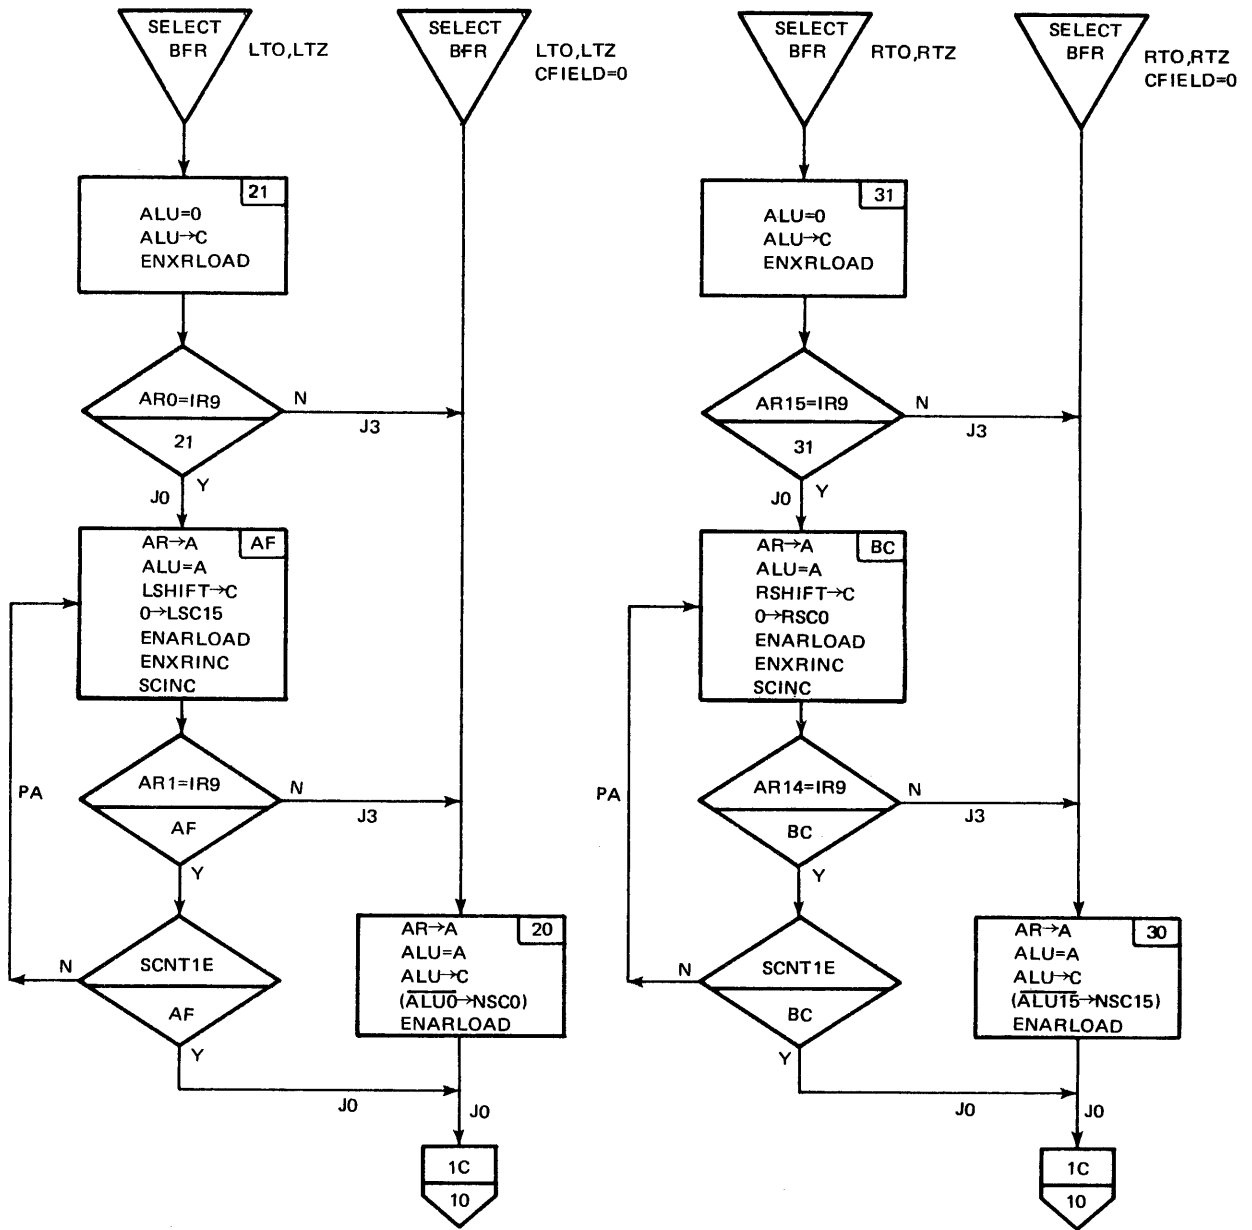 SELECT
BFR
LTO,LTZ
SELECT
BFR
LTO,LTZ
CFIELD=0
21
ALU=0
ALU→C
ENXRLOAD
AR0=IR9
21
N
J3
Y
J0
AF
AR→A
ALU=A
LSHIFT→C
0→LSC15
ENARLOAD
ENXRINC
SCINC
PA
AR1=IR9
AF
N
J3
Y
SCNT1E
AF
N
Y
J0
20
AR→A
ALU=A
ALU→C
(A̅L̅U̅0̅→NSC0)
ENARLOAD
J0
1C
10
SELECT
BFR
RTO,RTZ
SELECT
BFR
RTO,RTZ
CFIELD=0
31
ALU=0
ALU→C
ENXRLOAD
AR15=IR9
31
N
J3
J0
Y
BC
AR→A
ALU=A
RSHIFT→C
0→RSC0
ENARLOAD
ENXRINC
SCINC
PA
AR14=IR9
BC
N
J3
Y
SCNT1E
BC
N
Y
J0
30
AR→A
ALU=A
ALU→C
(A̅L̅U̅1̅5̅→NSC15)
ENARLOAD
J0
1C
10